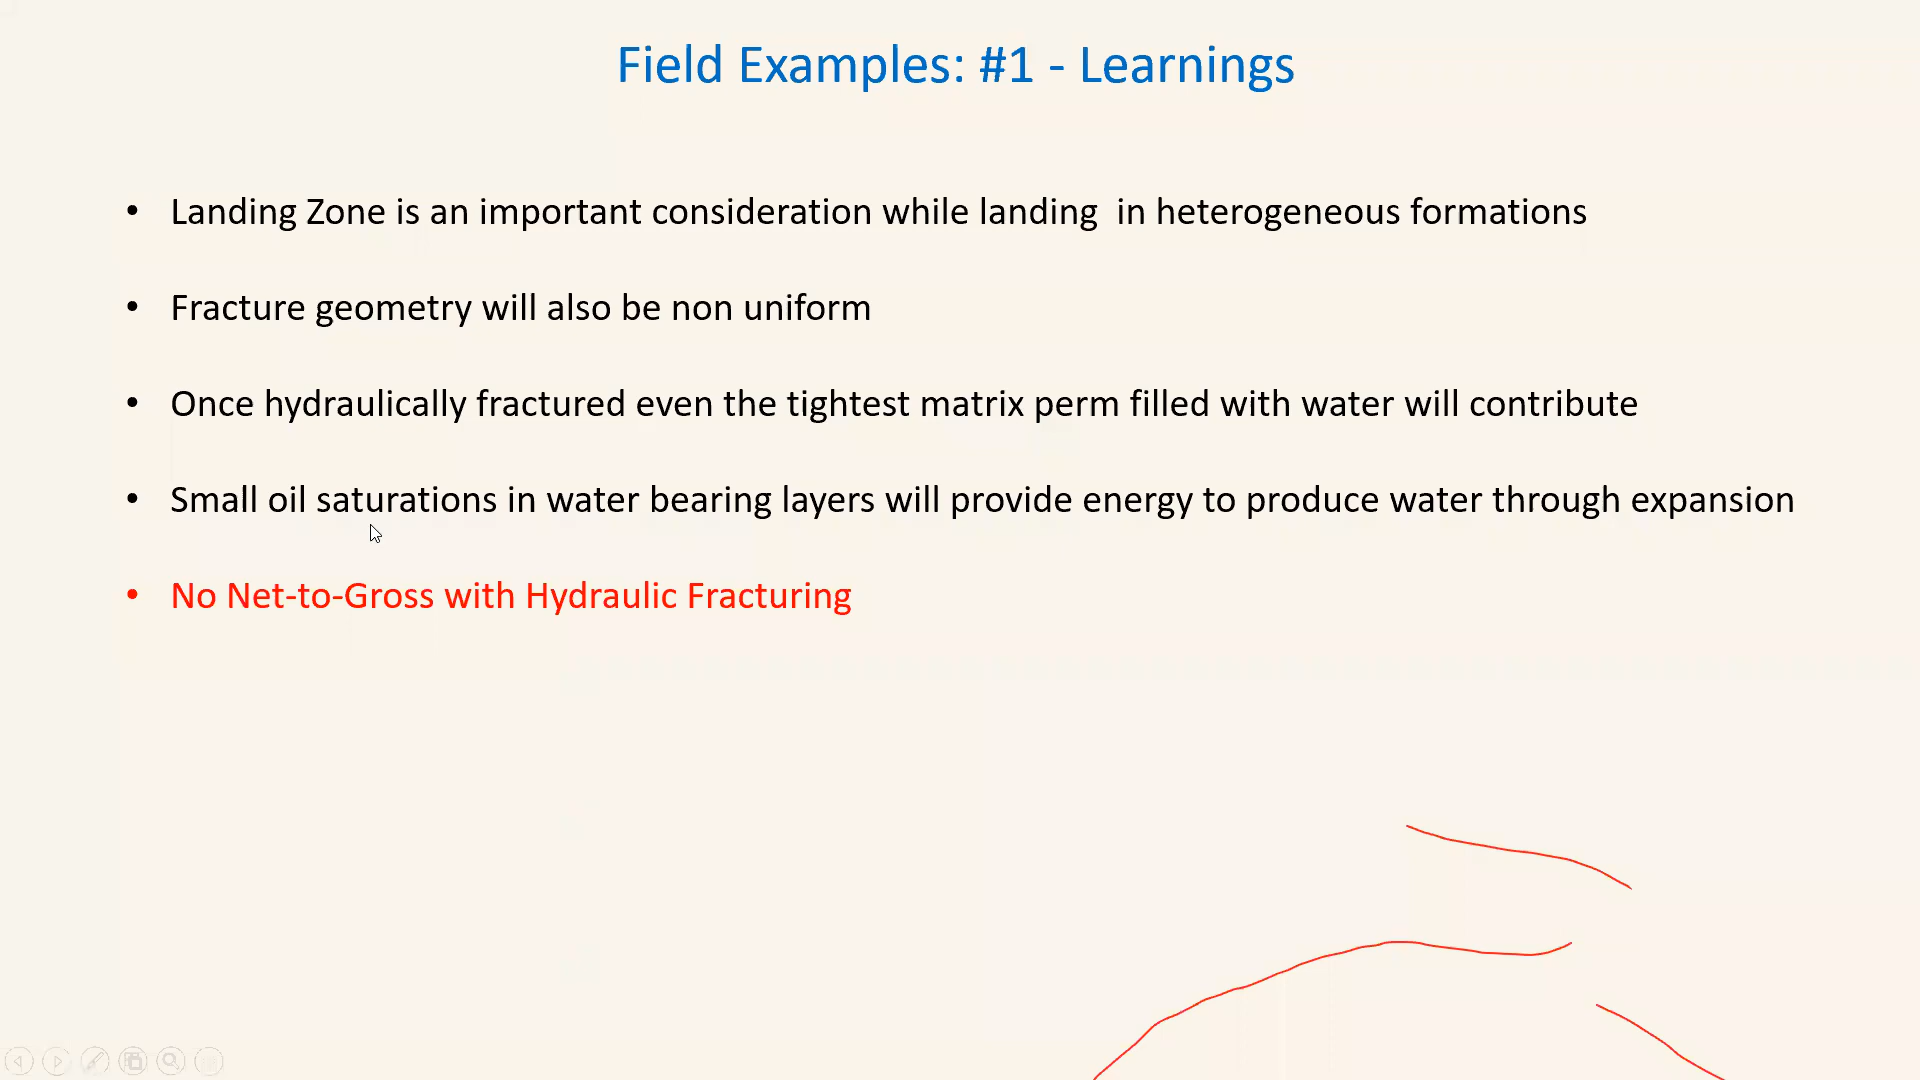 Field Examples: #1 - Learnings
• Landing Zone is an important consideration while landing  in heterogeneous formations
• Fracture geometry will also be non uniform
• Once hydraulically fractured even the tightest matrix perm filled with water will contribute
• Small oil saturations in water bearing layers will provide energy to produce water through expansion
• No Net-to-Gross with Hydraulic Fracturing